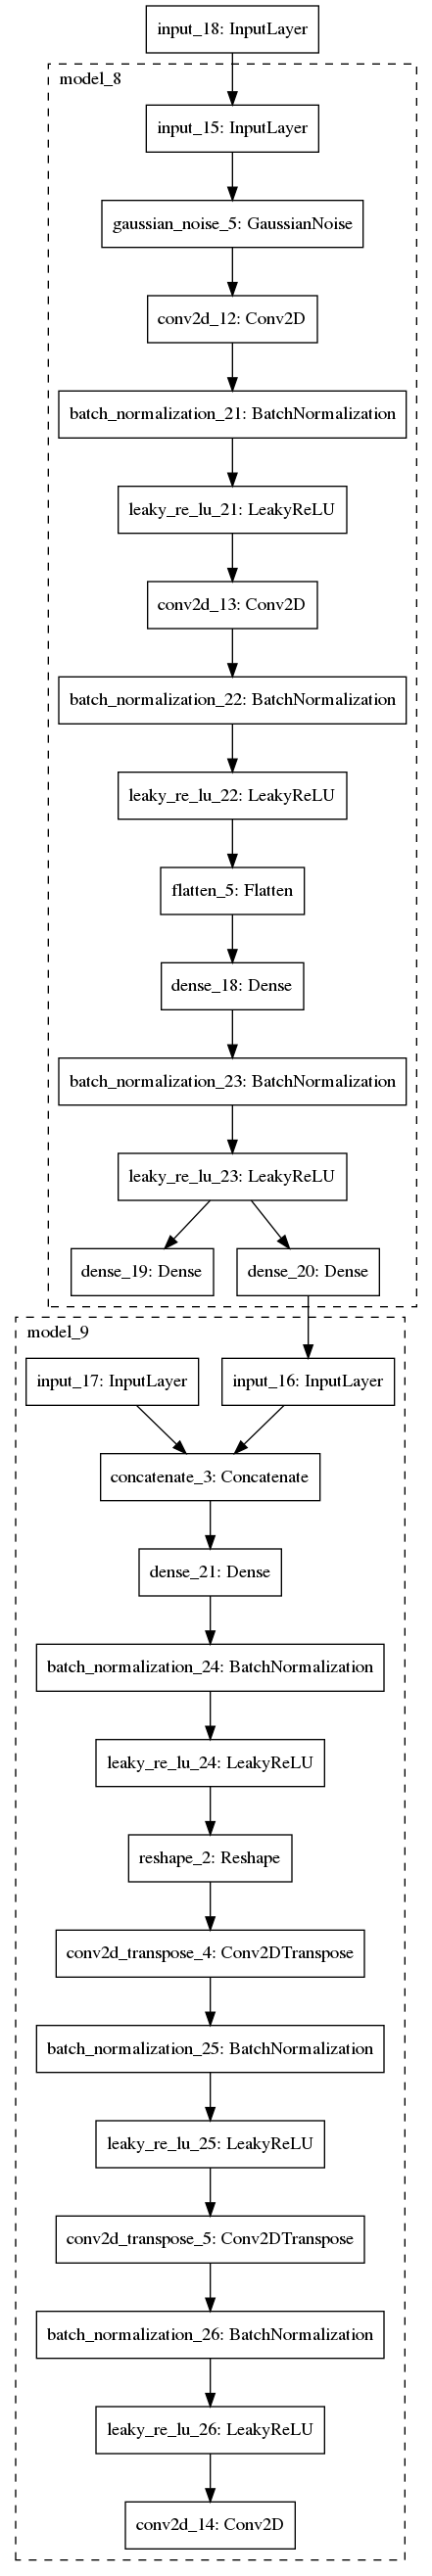 input_18: InputLayer
model_8
input_15: InputLayer
gaussian_noise_5: GaussianNoise
conv2d_12: Conv2D
batch_normalization_21: BatchNormalization
leaky_re_lu_21: LeakyReLU
conv2d_13: Conv2D
batch_normalization_22: BatchNormalization
leaky_re_lu_22: LeakyReLU
flatten_5: Flatten
dense_18: Dense
batch_normalization_23: BatchNormalization
leaky_re_lu_23: LeakyReLU
dense_19: Dense
dense_20: Dense
model_9
input_17: InputLayer
input_16: InputLayer
concatenate_3: Concatenate
dense_21: Dense
batch_normalization_24: BatchNormalization
leaky_re_lu_24: LeakyReLU
reshape_2: Reshape
conv2d_transpose_4: Conv2DTranspose
batch_normalization_25: BatchNormalization
leaky_re_lu_25: LeakyReLU
conv2d_transpose_5: Conv2DTranspose
batch_normalization_26: BatchNormalization
leaky_re_lu_26: LeakyReLU
conv2d_14: Conv2D